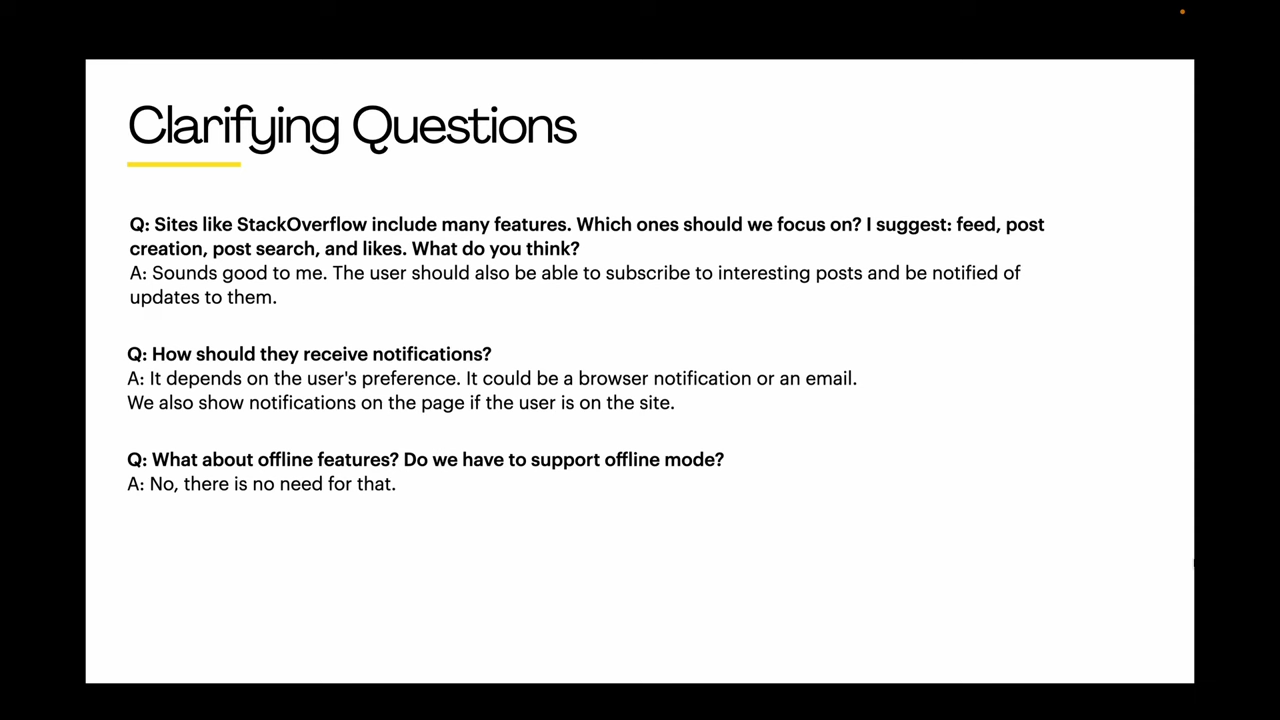 Clarifying Questions
Q: Sites like StackOverflow include many features. Which ones should we focus on? I suggest: feed, post
creation, post search, and likes. What do you think?
A: Sounds good to me. The user should also be able to subscribe to interesting posts and be notified of
updates to them.
Q: How should they receive notifications?
A: It depends on the user's preference. It could be a browser notification or an email.
We also show notifications on the page if the user is on the site.
Q: What about offline features? Do we have to support offline mode?
A: No, there is no need for that.